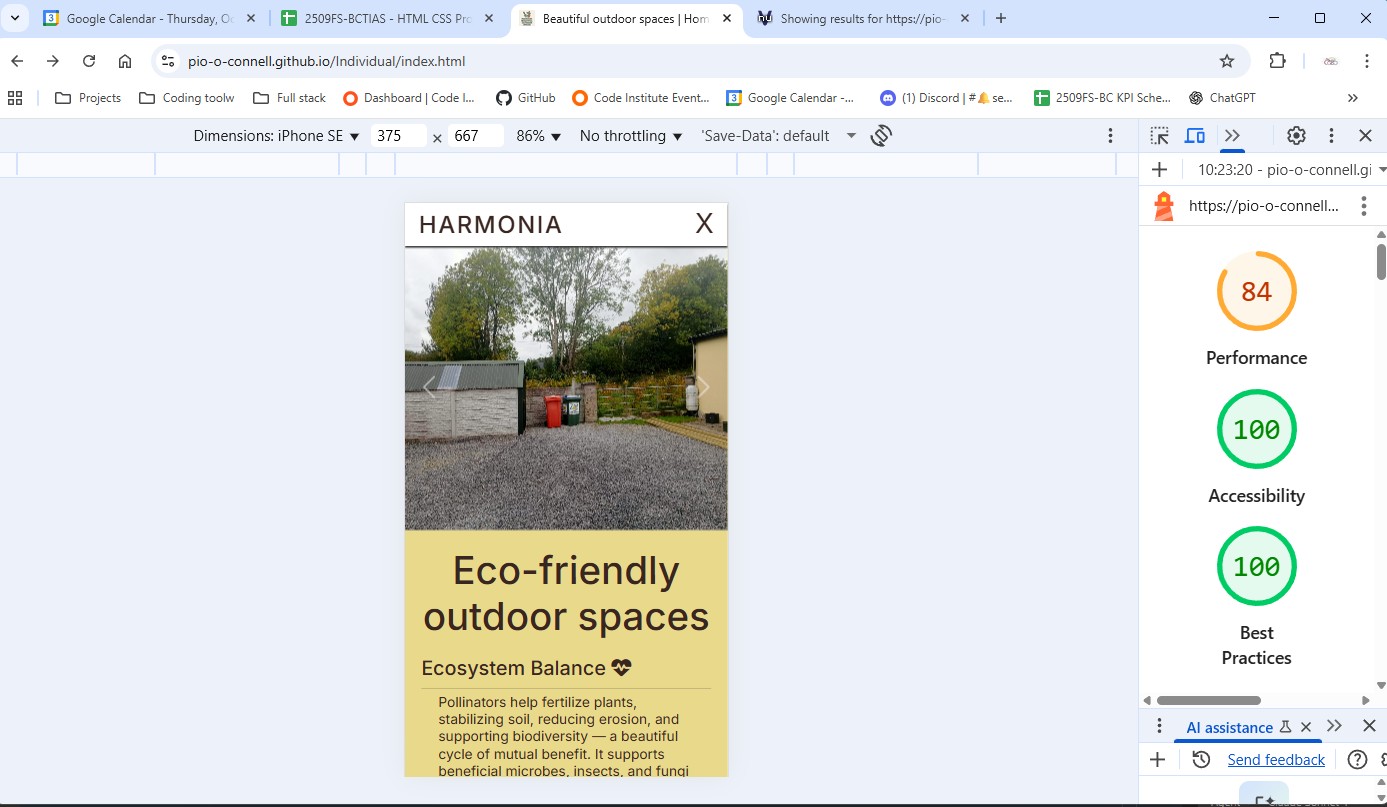 Google Calendar - Thursday, Oc
2509FS-BCTIAS - HTML CSS Pro
Beautiful outdoor spaces | Hom
Showing results for https://pio-
pio-o-connell.github.io/Individual/index.html
Projects
Coding toolw
Full stack
Dashboard | Code I...
GitHub
Code Institute Event...
Google Calendar -...
(1) Discord | #🔔 se...
2509FS-BC KPI Sche...
ChatGPT
Dimensions: iPhone SE
375
×
667
86%
No throttling
'Save-Data': default
10:23:20 - pio-o-connell.gi
https://pio-o-connell...
HARMONIA
X
84
Performance
100
Accessibility
100
Best
Practices
Eco-friendly
outdoor spaces
Ecosystem Balance
Pollinators help fertilize plants,
stabilizing soil, reducing erosion, and
supporting biodiversity — a beautiful
cycle of mutual benefit. It supports
beneficial microbes, insects, and fungi
AI assistance
Send feedback